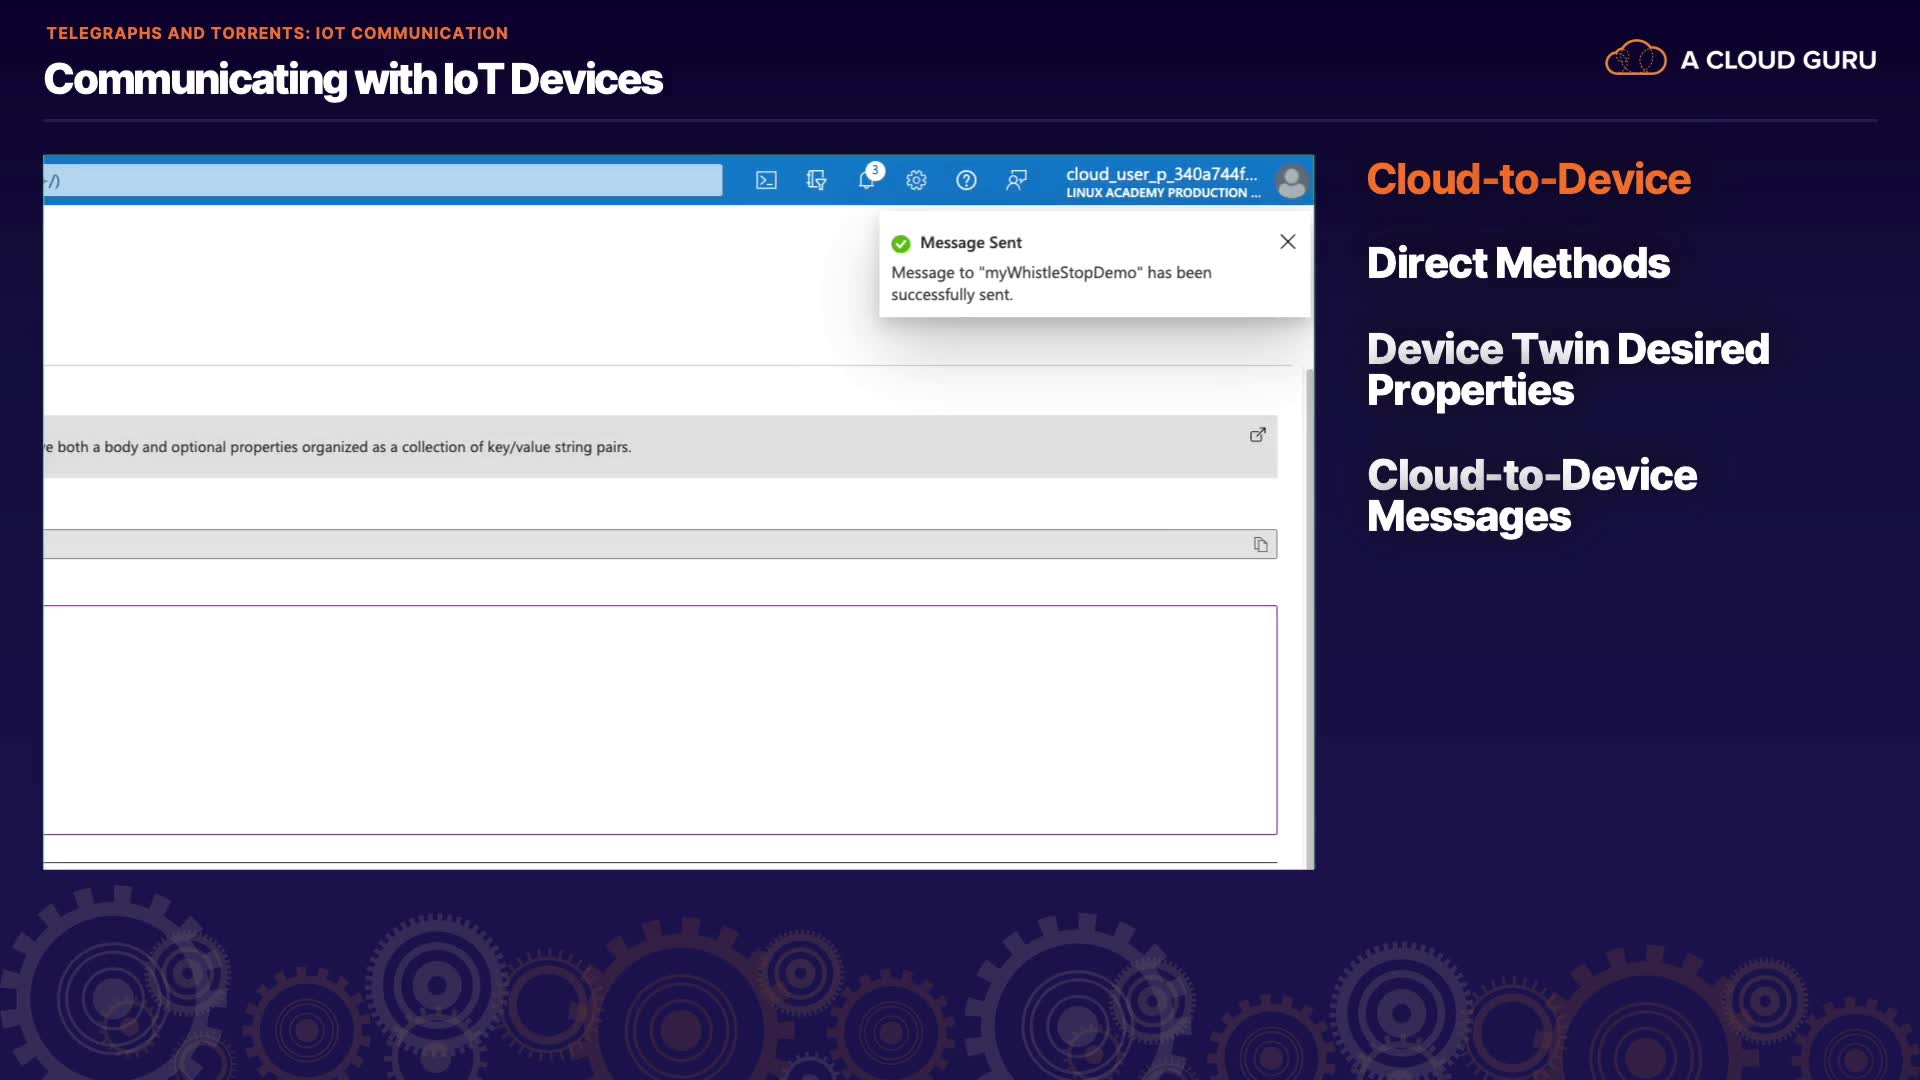 TELEGRAPHS AND TORRENTS: IOT COMMUNICATION
Communicating with IoT Devices
A CLOUD GURU
+/)
3
cloud_user_p_340a744f...
LINUX ACADEMY PRODUCTION ...
Message Sent
Message to "myWhistleStopDemo" has been
successfully sent.
both a body and optional properties organized as a collection of key/value string pairs.
Cloud-to-Device
Direct Methods
Device Twin Desired
Properties
Cloud-to-Device
Messages